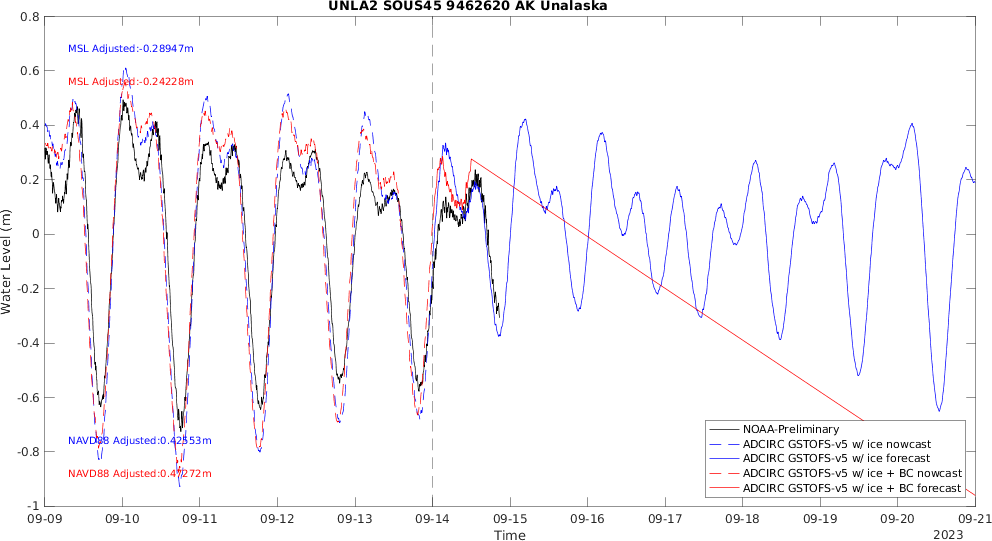 UNLA2 SOUS45 9462620 AK Unalaska
0.8
0.6
0.4
0.2
0
-0.2
-0.4
-0.6
-0.8
-1
Water Level (m)
MSL Adjusted:-0.28947m
MSL Adjusted:-0.24228m
NAVD88 Adjusted:0.42553m
NAVD88 Adjusted:0.47272m
NOAA-Preliminary
ADCIRC GSTOFS-v5 w/ ice nowcast
ADCIRC GSTOFS-v5 w/ ice forecast
ADCIRC GSTOFS-v5 w/ ice + BC nowcast
ADCIRC GSTOFS-v5 w/ ice + BC forecast
09-09 09-10 09-11 09-12 09-13 09-14 09-15 09-16 09-17 09-18 09-19 09-20 09-21
Time
2023